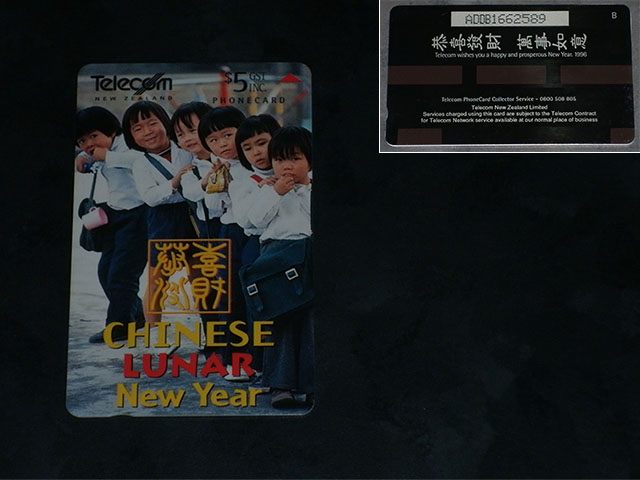 Telecom
NEW ZEALAND
$5 GST INC.
PHONECARD
恭喜
發財
CHINESE
LUNAR
New Year
ADDB1662589
B
恭喜發財 萬事如意
Telecom wishes you a happy and prosperous New Year. 1996
Telecom PhoneCard Collector Service - 0800 508 805
Telecom New Zealand Limited
Services charged using this card are subject to the Telecom Contract
for Telecom Network service available at our normal place of business